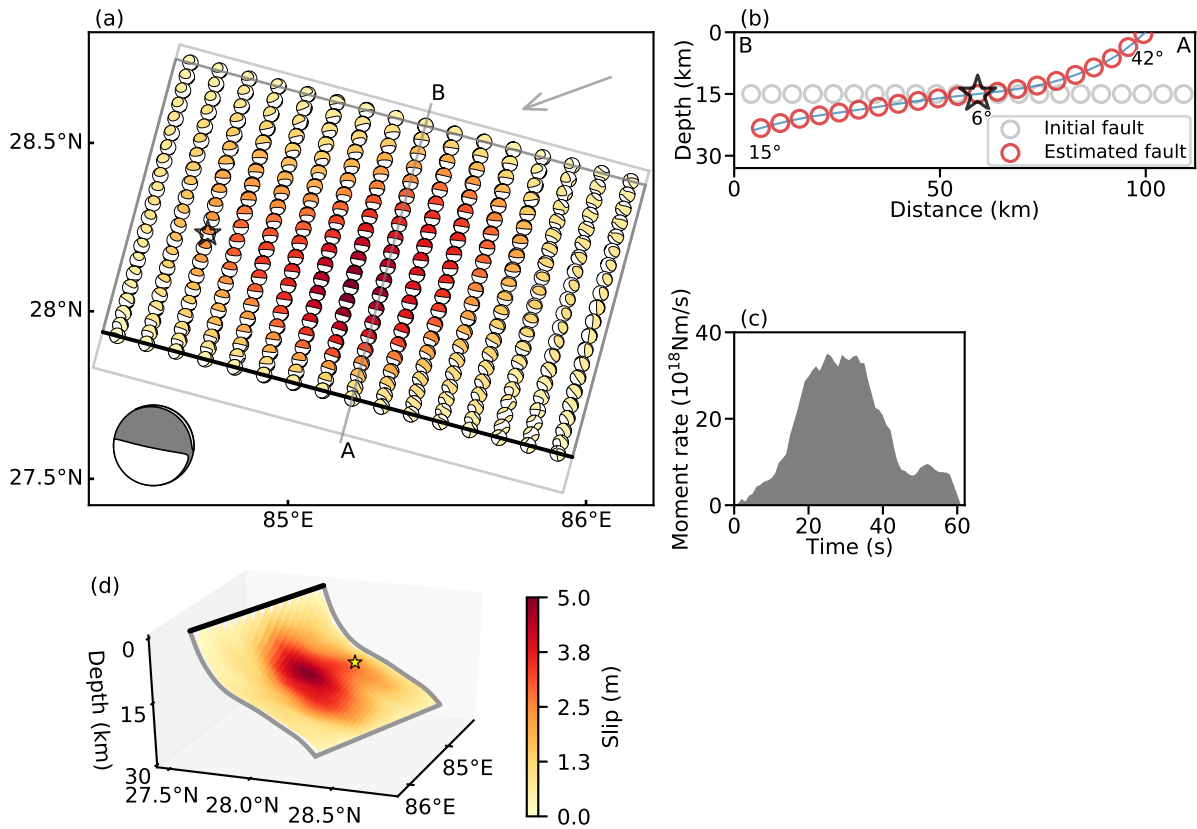 (a)
B
28.5°N
28°N
27.5°N
A
85°E
86°E
(b)
B
A
0
15
30
Depth (km)
42°
6°
15°
Initial fault
Estimated fault
0
50
100
Distance (km)
(c)
40
20
0
Moment rate (10¹⁸Nm/s)
0
20
40
60
Time (s)
(d)
0
15
30
Depth (km)
27.5°N
28.0°N
28.5°N
85°E
86°E
5.0
3.8
2.5
1.3
0.0
Slip (m)